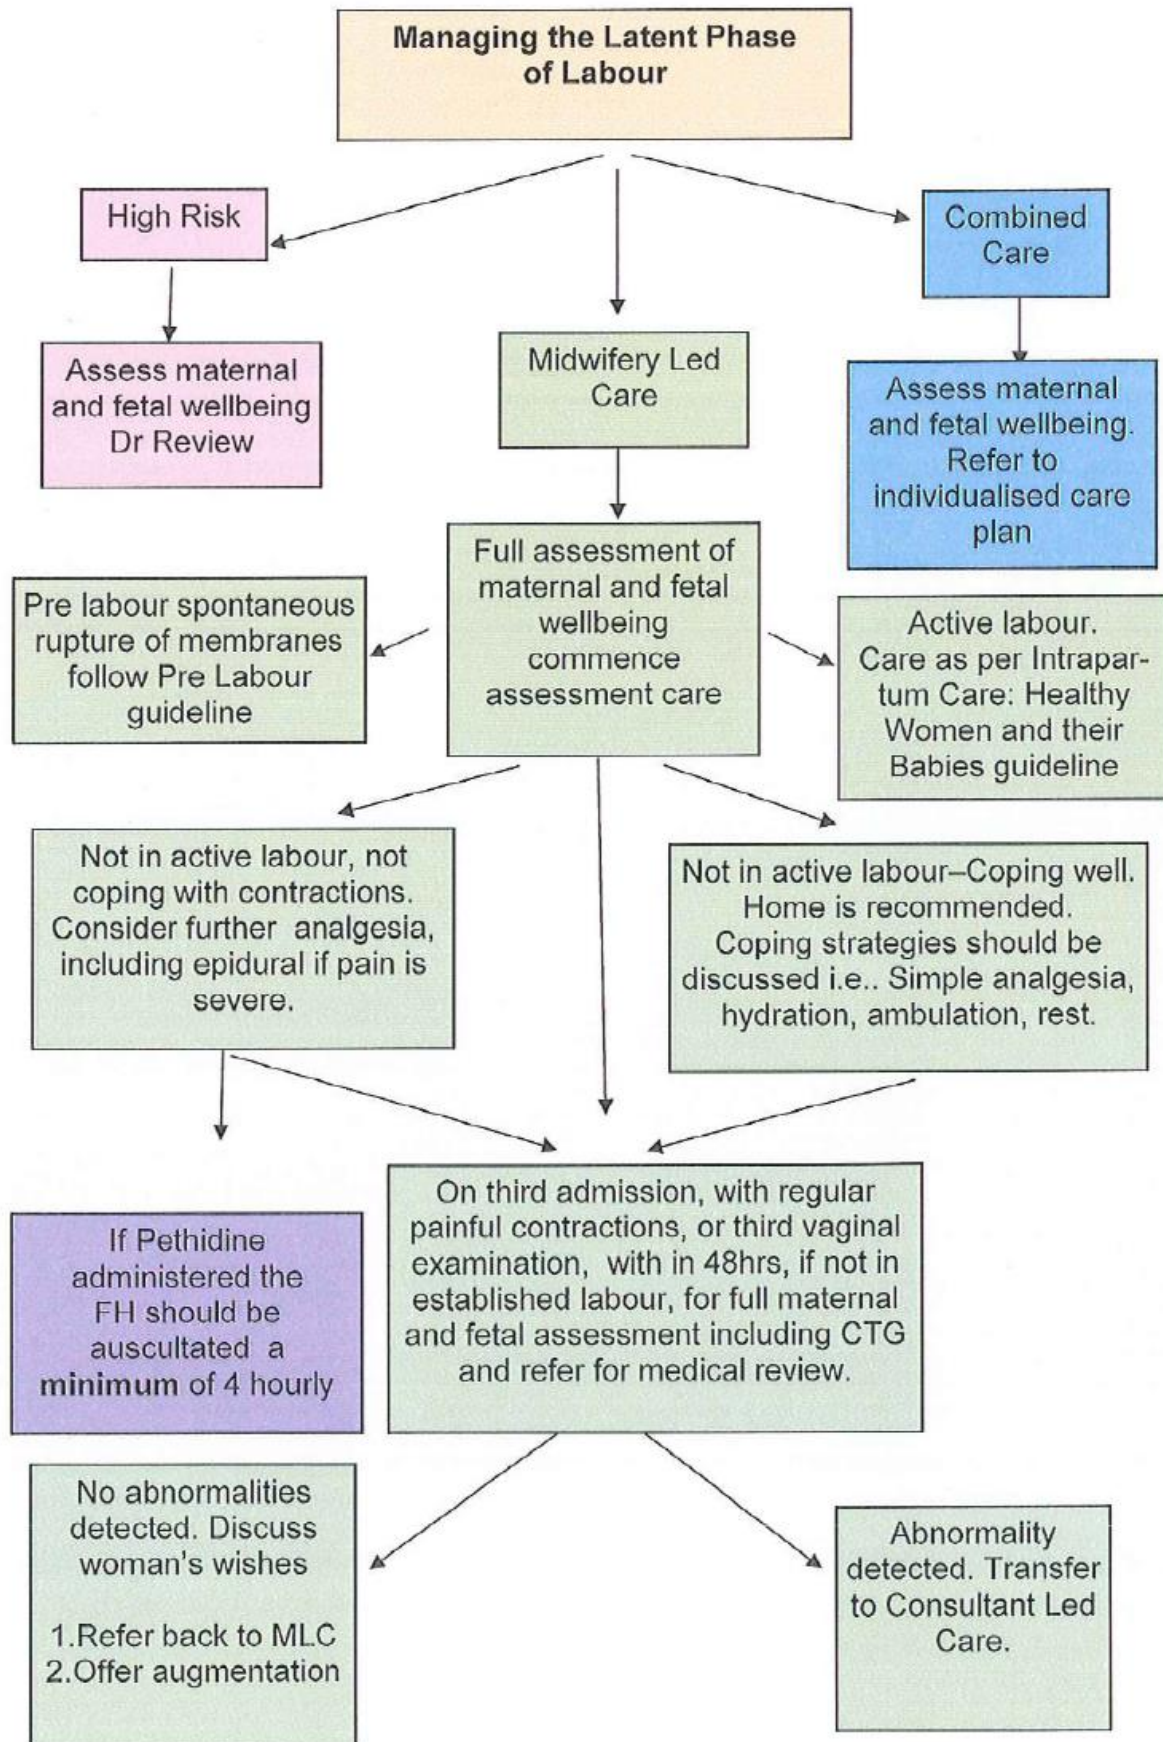 Managing the Latent Phase
of Labour
High Risk
Combined
Care
Assess maternal
and fetal wellbeing
Dr Review
Midwifery Led
Care
Assess maternal
and fetal wellbeing.
Refer to
individualised care
plan
Full assessment of
maternal and fetal
wellbeing
commence
assessment care
Pre labour spontaneous
rupture of membranes
follow Pre Labour
guideline
Active labour.
Care as per Intrapar-
tum Care: Healthy
Women and their
Babies guideline
Not in active labour, not
coping with contractions.
Consider further analgesia,
including epidural if pain is
severe.
Not in active labour–Coping well.
Home is recommended.
Coping strategies should be
discussed i.e.. Simple analgesia,
hydration, ambulation, rest.
If Pethidine
administered the
FH should be
auscultated a
minimum of 4 hourly
On third admission, with regular
painful contractions, or third vaginal
examination, with in 48hrs, if not in
established labour, for full maternal
and fetal assessment including CTG
and refer for medical review.
No abnormalities
detected. Discuss
woman's wishes
1.Refer back to MLC
2.Offer augmentation
Abnormality
detected. Transfer
to Consultant Led
Care.